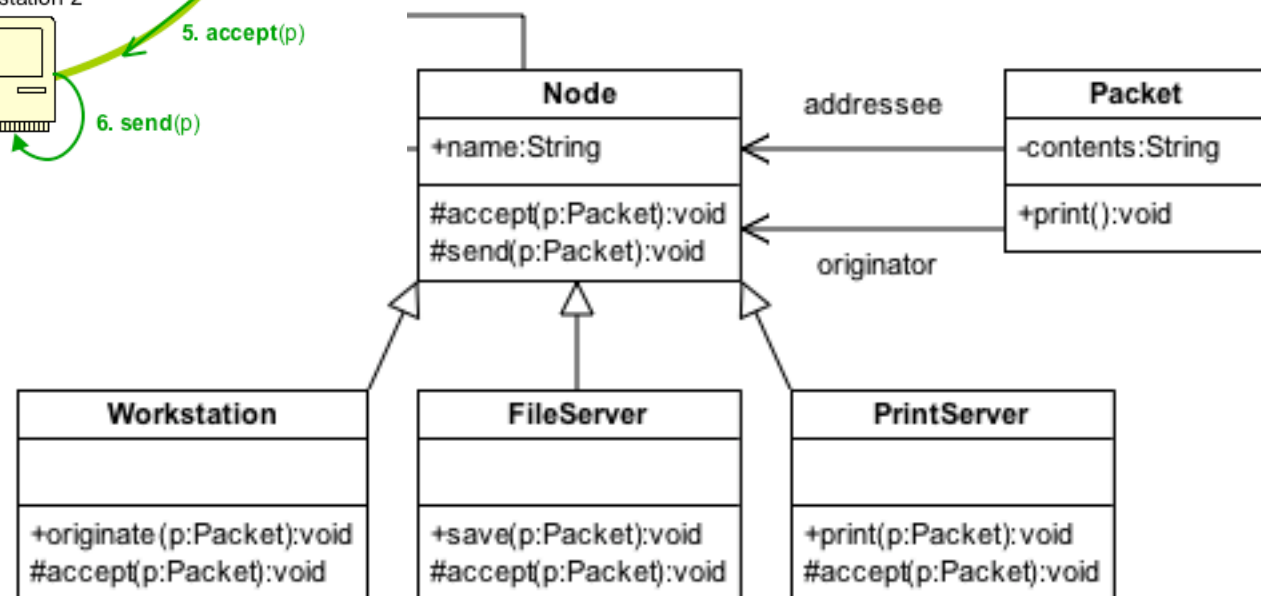 5. accept(p)
6. send(p)
Node
+name:String
#accept(p:Packet):void
#send(p:Packet):void
addressee
originator
Packet
-contents:String
+print():void
Workstation
+originate(p:Packet):void
#accept(p:Packet):void
FileServer
+save(p:Packet):void
#accept(p:Packet):void
PrintServer
+print(p:Packet):void
#accept(p:Packet):void